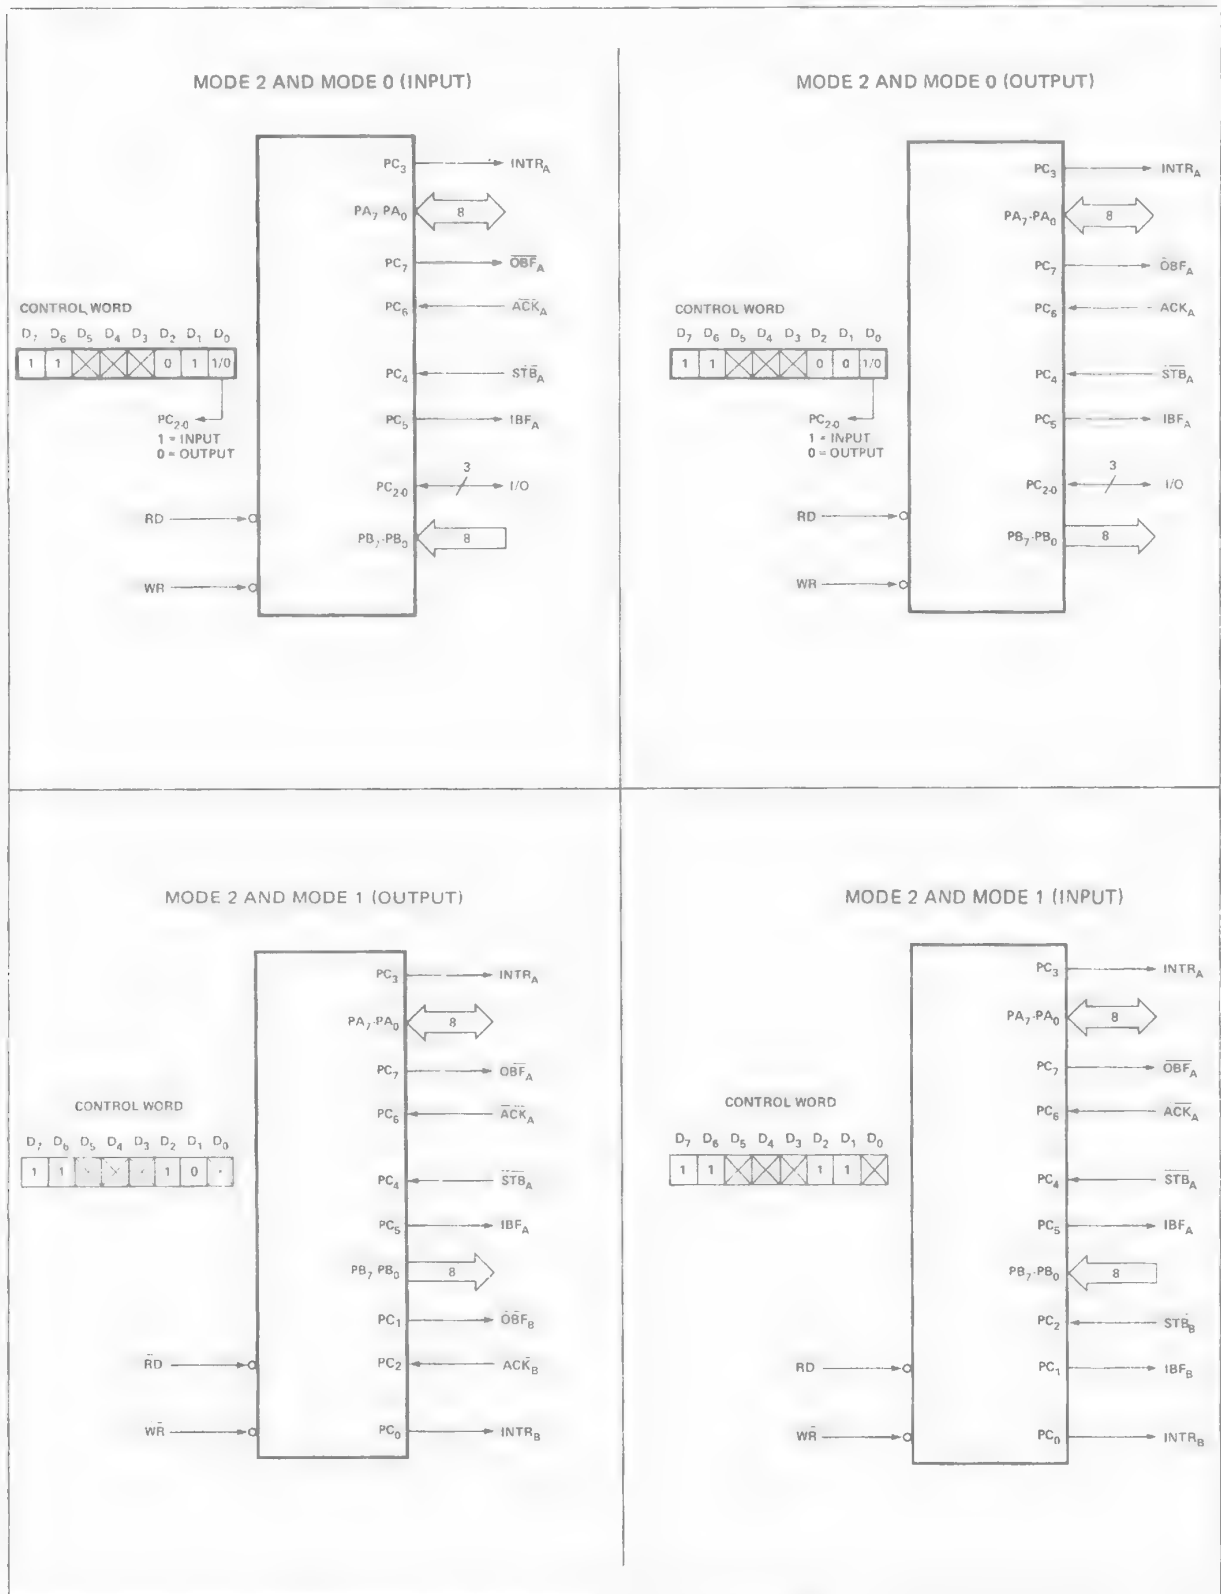 MODE 2 AND MODE 0 (INPUT)
PC3 INTRA
PA7-PA0 8
PC7 OBFA
CONTROL WORD
PC6 ACKA
D7 D6 D5 D4 D3 D2 D1 D0
1 1 X X X 0 1 1/0
PC4 STBA
PC2-0
1 = INPUT
0 = OUTPUT
PC5 IBFA
3
PC2-0 I/O
RD
PB7-PB0 8
WR
MODE 2 AND MODE 0 (OUTPUT)
PC3 INTRA
PA7-PA0 8
PC7 OBFA
CONTROL WORD
PC6 ACKA
D7 D6 D5 D4 D3 D2 D1 D0
1 1 X X X 0 0 1/0
PC4 STBA
PC2-0
1 = INPUT
0 = OUTPUT
PC5 IBFA
3
PC2-0 I/O
RD
PB7-PB0 8
WR
MODE 2 AND MODE 1 (OUTPUT)
PC3 INTRA
PA7-PA0 8
PC7 OBFA
CONTROL WORD
PC6 ACKA
D7 D6 D5 D4 D3 D2 D1 D0
1 1 X X X 1 0 X
PC4 STBA
PC5 IBFA
PB7-PB0 8
PC1 OBFB
RD
PC2 ACKB
WR
PC0 INTRB
MODE 2 AND MODE 1 (INPUT)
PC3 INTRA
PA7-PA0 8
PC7 OBFA
CONTROL WORD
PC6 ACKA
D7 D6 D5 D4 D3 D2 D1 D0
1 1 X X X 1 1 X
PC4 STBA
PC5 IBFA
PB7-PB0 8
PC2 STBB
RD
PC1 IBFB
WR
PC0 INTRB